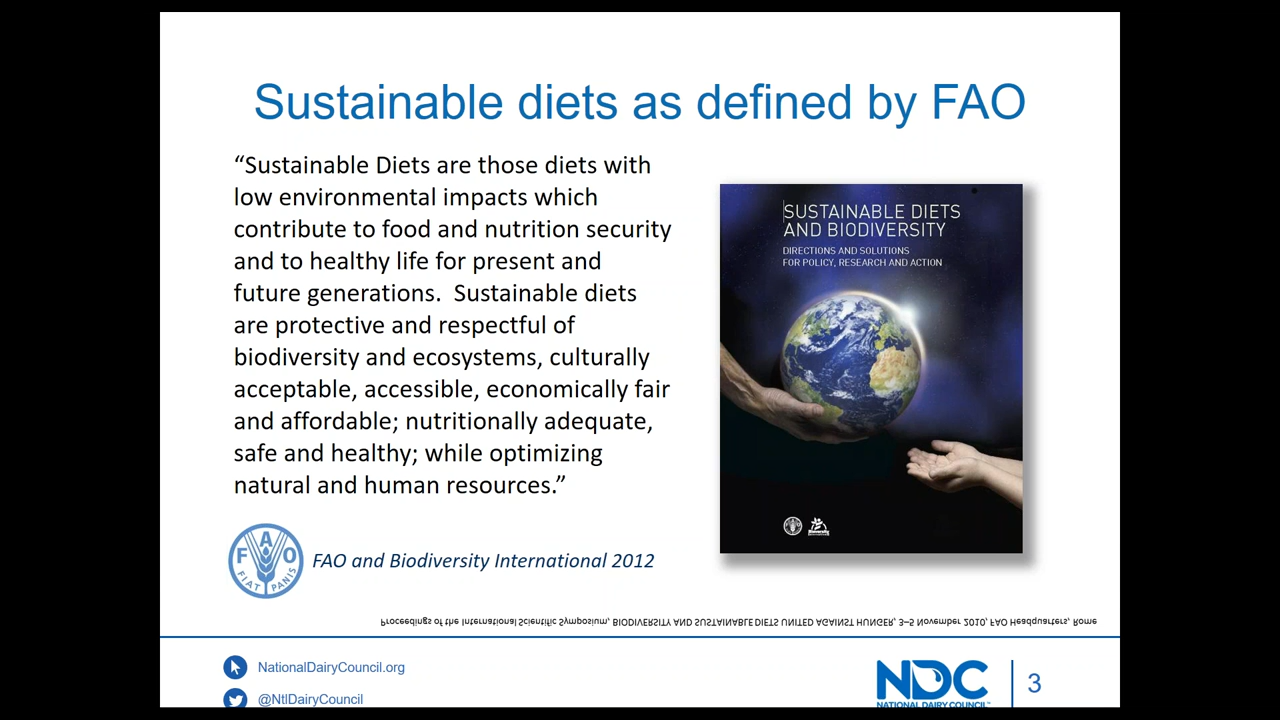 Sustainable diets as defined by FAO
“Sustainable Diets are those diets with
low environmental impacts which
contribute to food and nutrition security
and to healthy life for present and
future generations.  Sustainable diets
are protective and respectful of
biodiversity and ecosystems, culturally
acceptable, accessible, economically fair
and affordable; nutritionally adequate,
safe and healthy; while optimizing
natural and human resources.”
SUSTAINABLE DIETS
AND BIODIVERSITY
DIRECTIONS AND SOLUTIONS
FOR POLICY, RESEARCH AND ACTION
F A O
FIAT PANIS
FAO and Biodiversity International 2012
Proceedings of the International Scientific Symposium, BIODIVERSITY AND SUSTAINABLE DIETS UNITED AGAINST HUNGER, 3–5 November 2010, FAO Headquarters, Rome
NationalDairyCouncil.org
@NtlDairyCouncil
NDC
NATIONAL DAIRY COUNCIL™
3